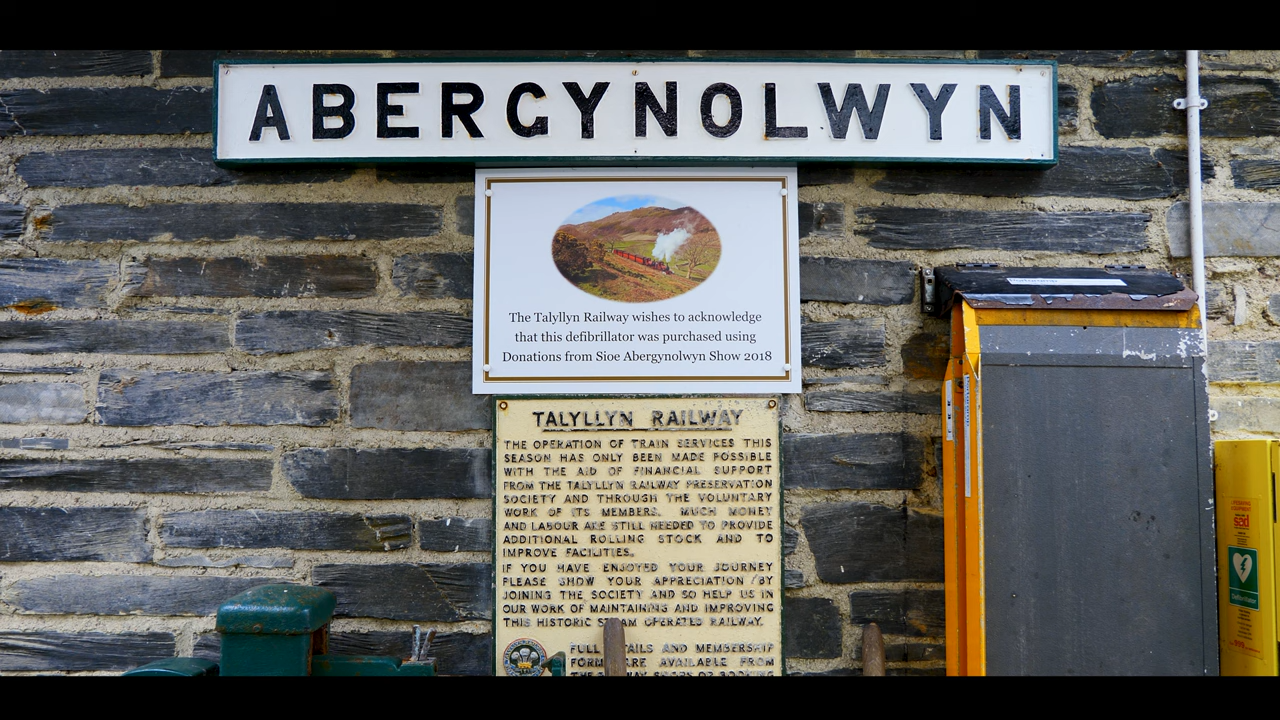 ABERGYNOLWYN
The Talyllyn Railway wishes to acknowledge
that this defibrillator was purchased using
Donations from Sioe Abergynolwyn Show 2018
TALYLLYN RAILWAY
THE OPERATION OF TRAIN SERVICES THIS
SEASON HAS ONLY BEEN MADE POSSIBLE
WITH THE AID OF FINANCIAL SUPPORT
FROM THE TALYLLYN RAILWAY PRESERVATION
SOCIETY AND THROUGH THE VOLUNTARY
WORK OF ITS MEMBERS. MUCH MONEY
AND LABOUR ARE STILL NEEDED TO PROVIDE
ADDITIONAL ROLLING STOCK AND TO
IMPROVE FACILITIES.
IF YOU HAVE ENJOYED YOUR JOURNEY
PLEASE SHOW YOUR APPRECIATION BY
JOINING THE SOCIETY AND SO HELP US IN
OUR WORK OF MAINTAINING AND IMPROVING
THIS HISTORIC STEAM OPERATED RAILWAY.
FULL AND MEMBERSHIP
ARE AVAILABLE FROM
sad
999